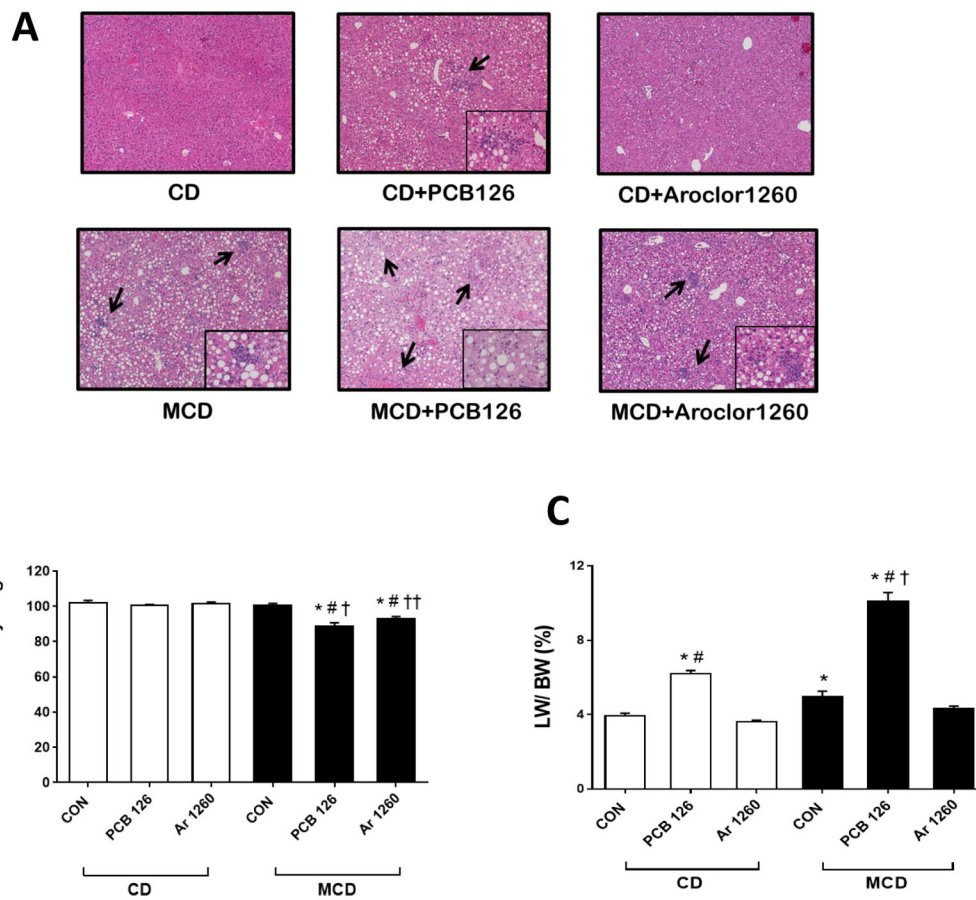 A
CD
CD+PCB126
CD+Aroclor1260
MCD
MCD+PCB126
MCD+Aroclor1260
C
120
100
80
60
40
20
0
* # †
* # ††
CON
PCB 126
Ar 1260
CON
PCB 126
Ar 1260
CD
MCD
LW/ BW (%)
12
8
4
0
* #
*
* # †
CON
PCB 126
Ar 1260
CON
PCB 126
Ar 1260
CD
MCD